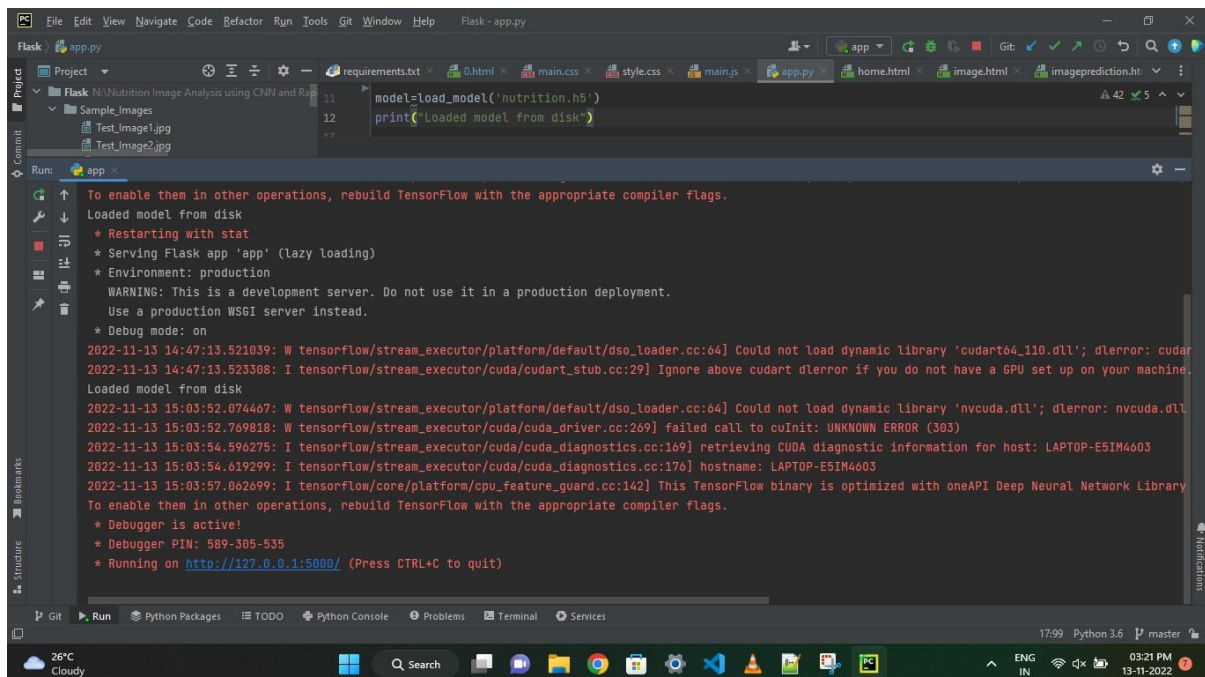 PC File Edit View Navigate Code Refactor Run Tools Git Window Help Flask - app.py
Flask app.py app Git:
Project requirements.txt 0.html main.css style.css main.js app.py home.html image.html imageprediction.ht
Flask N:\Nutrition Image Analysis using CNN and Rap
Sample_Images
Test_Image1.jpg
Test_Image2.jpg
11 model=load_model('nutrition.h5')
12 print("Loaded model from disk")
13
42 5
Project
Commit
Bookmarks
Structure
Notifications
Run: app
To enable them in other operations, rebuild TensorFlow with the appropriate compiler flags.
Loaded model from disk
* Restarting with stat
* Serving Flask app 'app' (lazy loading)
* Environment: production
WARNING: This is a development server. Do not use it in a production deployment.
Use a production WSGI server instead.
* Debug mode: on
2022-11-13 14:47:13.521039: W tensorflow/stream_executor/platform/default/dso_loader.cc:64] Could not load dynamic library 'cudart64_110.dll'; dlerror: cudar
2022-11-13 14:47:13.523308: I tensorflow/stream_executor/cuda/cudart_stub.cc:29] Ignore above cudart dlerror if you do not have a GPU set up on your machine.
Loaded model from disk
2022-11-13 15:03:52.074467: W tensorflow/stream_executor/platform/default/dso_loader.cc:64] Could not load dynamic library 'nvcuda.dll'; dlerror: nvcuda.dll
2022-11-13 15:03:52.769818: W tensorflow/stream_executor/cuda/cuda_driver.cc:269] failed call to cuInit: UNKNOWN ERROR (303)
2022-11-13 15:03:54.596275: I tensorflow/stream_executor/cuda/cuda_diagnostics.cc:169] retrieving CUDA diagnostic information for host: LAPTOP-E5IM46O3
2022-11-13 15:03:54.619299: I tensorflow/stream_executor/cuda/cuda_diagnostics.cc:176] hostname: LAPTOP-E5IM46O3
2022-11-13 15:03:57.062699: I tensorflow/core/platform/cpu_feature_guard.cc:142] This TensorFlow binary is optimized with oneAPI Deep Neural Network Library
To enable them in other operations, rebuild TensorFlow with the appropriate compiler flags.
* Debugger is active!
* Debugger PIN: 589-305-535
* Running on http://127.0.0.1:5000/ (Press CTRL+C to quit)
Git Run Python Packages TODO Python Console Problems Terminal Services
17:99 Python 3.6 master
26°C
Cloudy
Search
ENG
IN
03:21 PM
13-11-2022
7